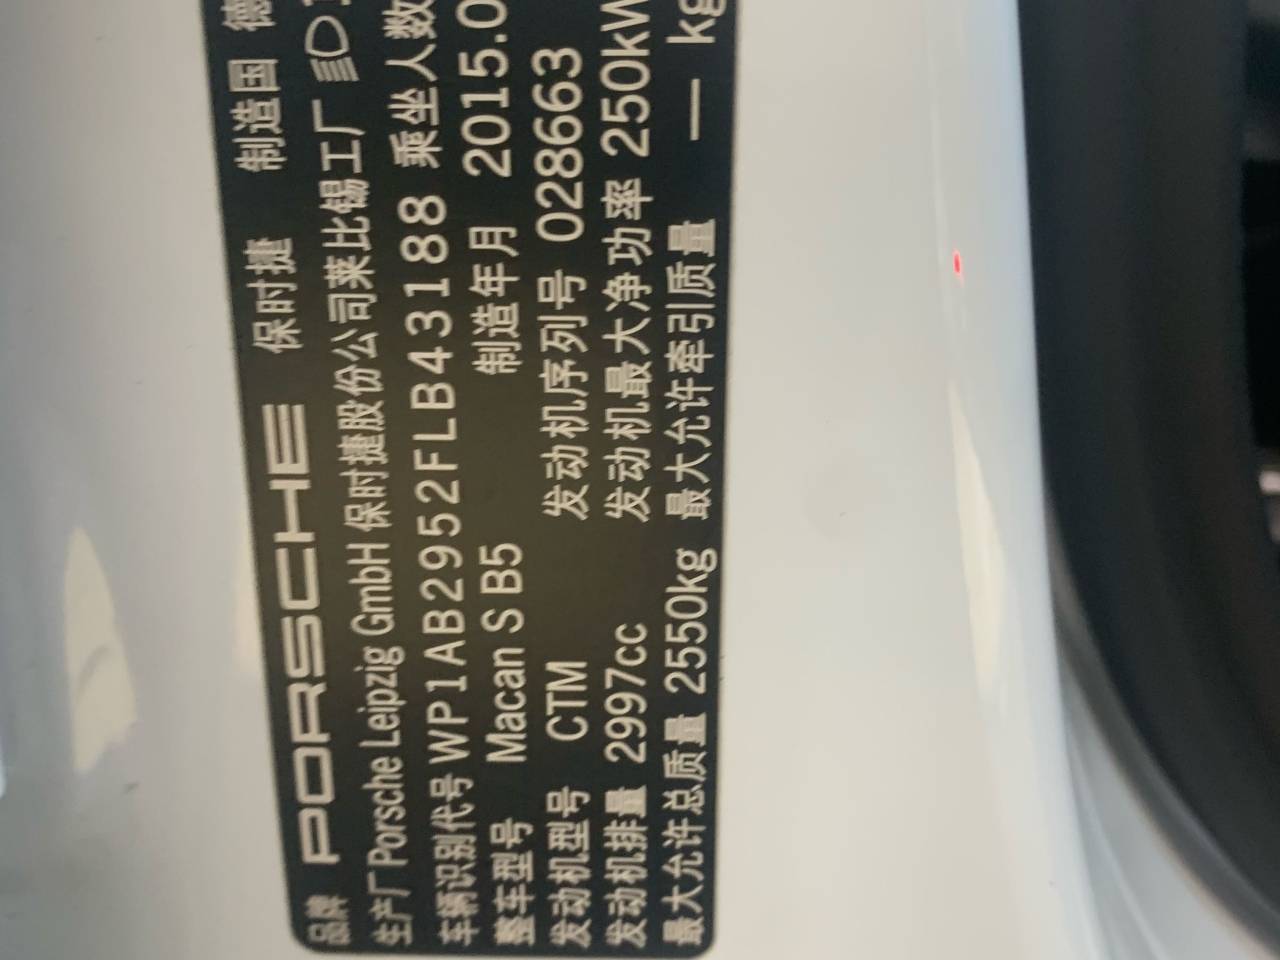 品牌 PORSCHE 保时捷 制造国 德
生产厂 Porsche Leipzig GmbH 保时捷股份公司莱比锡工厂
车辆识别代号 WP1AB2952FLB43188 乘坐人数
整车型号 Macan S B5 制造年月 2015.0
发动机型号 CTM 发动机序列号 028663
发动机排量 2997cc 发动机最大净功率 250kW
最大允许总质量 2550kg 最大允许牵引质量 — kg